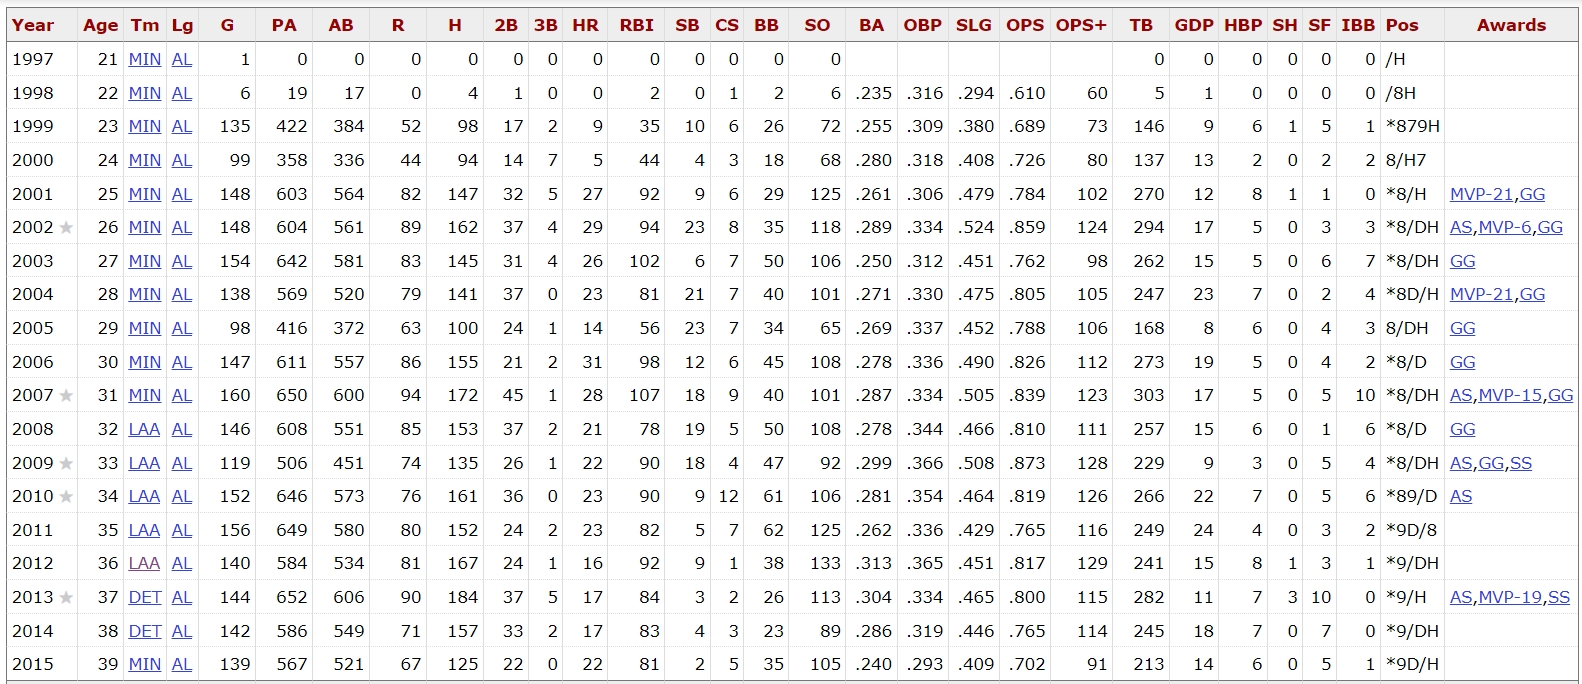 Year Age Tm Lg G PA AB R H 2B 3B HR RBI SB CS BB SO BA OBP SLG OPS OPS+ TB GDP HBP SH SF IBB Pos Awards
1997 21 MIN AL 1 0 0 0 0 0 0 0 0 0 0 0 0 0 0 0 0 0 0 /H
1998 22 MIN AL 6 19 17 0 4 1 0 0 2 0 1 2 6 .235 .316 .294 .610 60 5 1 0 0 0 0 /8H
1999 23 MIN AL 135 422 384 52 98 17 2 9 35 10 6 26 72 .255 .309 .380 .689 73 146 9 6 1 5 1 *879H
2000 24 MIN AL 99 358 336 44 94 14 7 5 44 4 3 18 68 .280 .318 .408 .726 80 137 13 2 0 2 2 8/H7
2001 25 MIN AL 148 603 564 82 147 32 5 27 92 9 6 29 125 .261 .306 .479 .784 102 270 12 8 1 1 0 *8/H MVP-21,GG
2002 ★ 26 MIN AL 148 604 561 89 162 37 4 29 94 23 8 35 118 .289 .334 .524 .859 124 294 17 5 0 3 3 *8/DH AS,MVP-6,GG
2003 27 MIN AL 154 642 581 83 145 31 4 26 102 6 7 50 106 .250 .312 .451 .762 98 262 15 5 0 6 7 *8/DH GG
2004 28 MIN AL 138 569 520 79 141 37 0 23 81 21 7 40 101 .271 .330 .475 .805 105 247 23 7 0 2 4 *8D/H MVP-21,GG
2005 29 MIN AL 98 416 372 63 100 24 1 14 56 23 7 34 65 .269 .337 .452 .788 106 168 8 6 0 4 3 8/DH GG
2006 30 MIN AL 147 611 557 86 155 21 2 31 98 12 6 45 108 .278 .336 .490 .826 112 273 19 5 0 4 2 *8/D GG
2007 ★ 31 MIN AL 160 650 600 94 172 45 1 28 107 18 9 40 101 .287 .334 .505 .839 123 303 17 5 0 5 10 *8/DH AS,MVP-15,GG
2008 32 LAA AL 146 608 551 85 153 37 2 21 78 19 5 50 108 .278 .344 .466 .810 111 257 15 6 0 1 6 *8/D GG
2009 ★ 33 LAA AL 119 506 451 74 135 26 1 22 90 18 4 47 92 .299 .366 .508 .873 128 229 9 3 0 5 4 *8/DH AS,GG,SS
2010 ★ 34 LAA AL 152 646 573 76 161 36 0 23 90 9 12 61 106 .281 .354 .464 .819 126 266 22 7 0 5 6 *89/D AS
2011 35 LAA AL 156 649 580 80 152 24 2 23 82 5 7 62 125 .262 .336 .429 .765 116 249 24 4 0 3 2 *9D/8
2012 36 LAA AL 140 584 534 81 167 24 1 16 92 9 1 38 133 .313 .365 .451 .817 129 241 15 8 1 3 1 *9/DH
2013 ★ 37 DET AL 144 652 606 90 184 37 5 17 84 3 2 26 113 .304 .334 .465 .800 115 282 11 7 3 10 0 *9/H AS,MVP-19,SS
2014 38 DET AL 142 586 549 71 157 33 2 17 83 4 3 23 89 .286 .319 .446 .765 114 245 18 7 0 7 0 *9/DH
2015 39 MIN AL 139 567 521 67 125 22 0 22 81 2 5 35 105 .240 .293 .409 .702 91 213 14 6 0 5 1 *9D/H